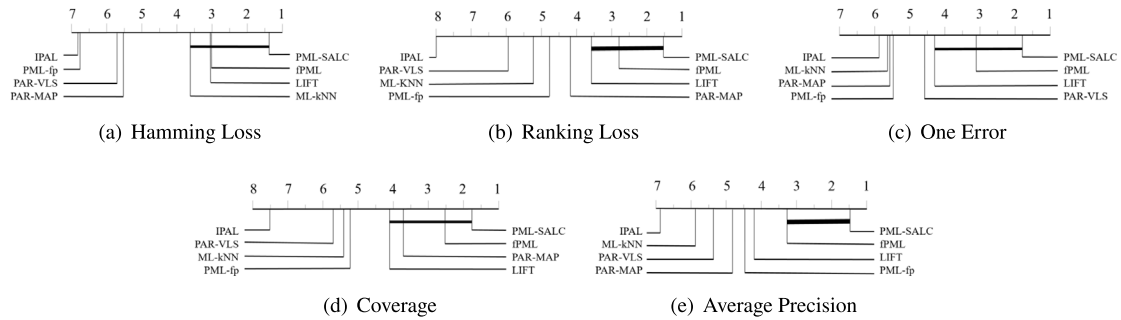 7 6 5 4 3 2 1
IPAL
PML-fp
PAR-VLS
PAR-MAP
PML-SALC
fPML
LIFT
ML-kNN
(a) Hamming Loss
8 7 6 5 4 3 2 1
IPAL
PAR-VLS
ML-KNN
PML-fp
PML-SALC
fPML
LIFT
PAR-MAP
(b) Ranking Loss
7 6 5 4 3 2 1
IPAL
ML-kNN
PAR-MAP
PML-fp
PML-SALC
fPML
LIFT
PAR-VLS
(c) One Error
8 7 6 5 4 3 2 1
IPAL
PAR-VLS
ML-kNN
PML-fp
PML-SALC
fPML
PAR-MAP
LIFT
(d) Coverage
7 6 5 4 3 2 1
IPAL
ML-kNN
PAR-VLS
PAR-MAP
PML-SALC
fPML
LIFT
PML-fp
(e) Average Precision